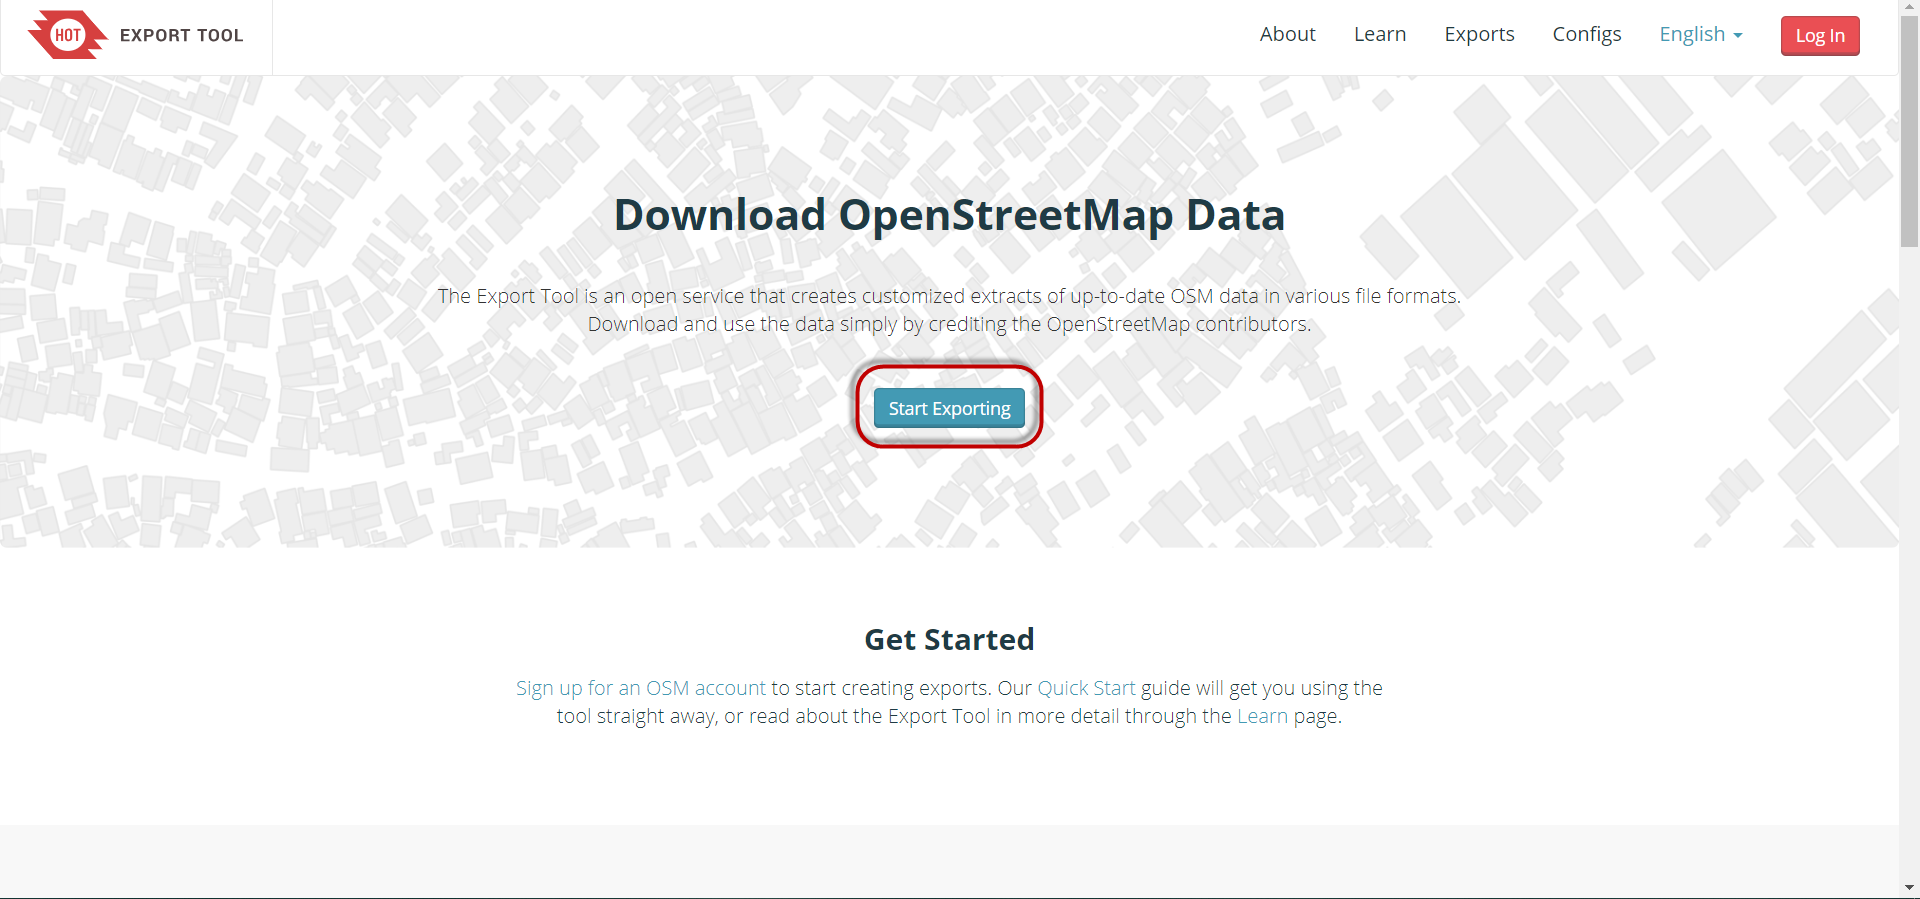 HOT EXPORT TOOL
About Learn Exports Configs English Log In
Download OpenStreetMap Data
The Export Tool is an open service that creates customized extracts of up-to-date OSM data in various file formats.
Download and use the data simply by crediting the OpenStreetMap contributors.
Start Exporting
Get Started
Sign up for an OSM account to start creating exports. Our Quick Start guide will get you using the
tool straight away, or read about the Export Tool in more detail through the Learn page.